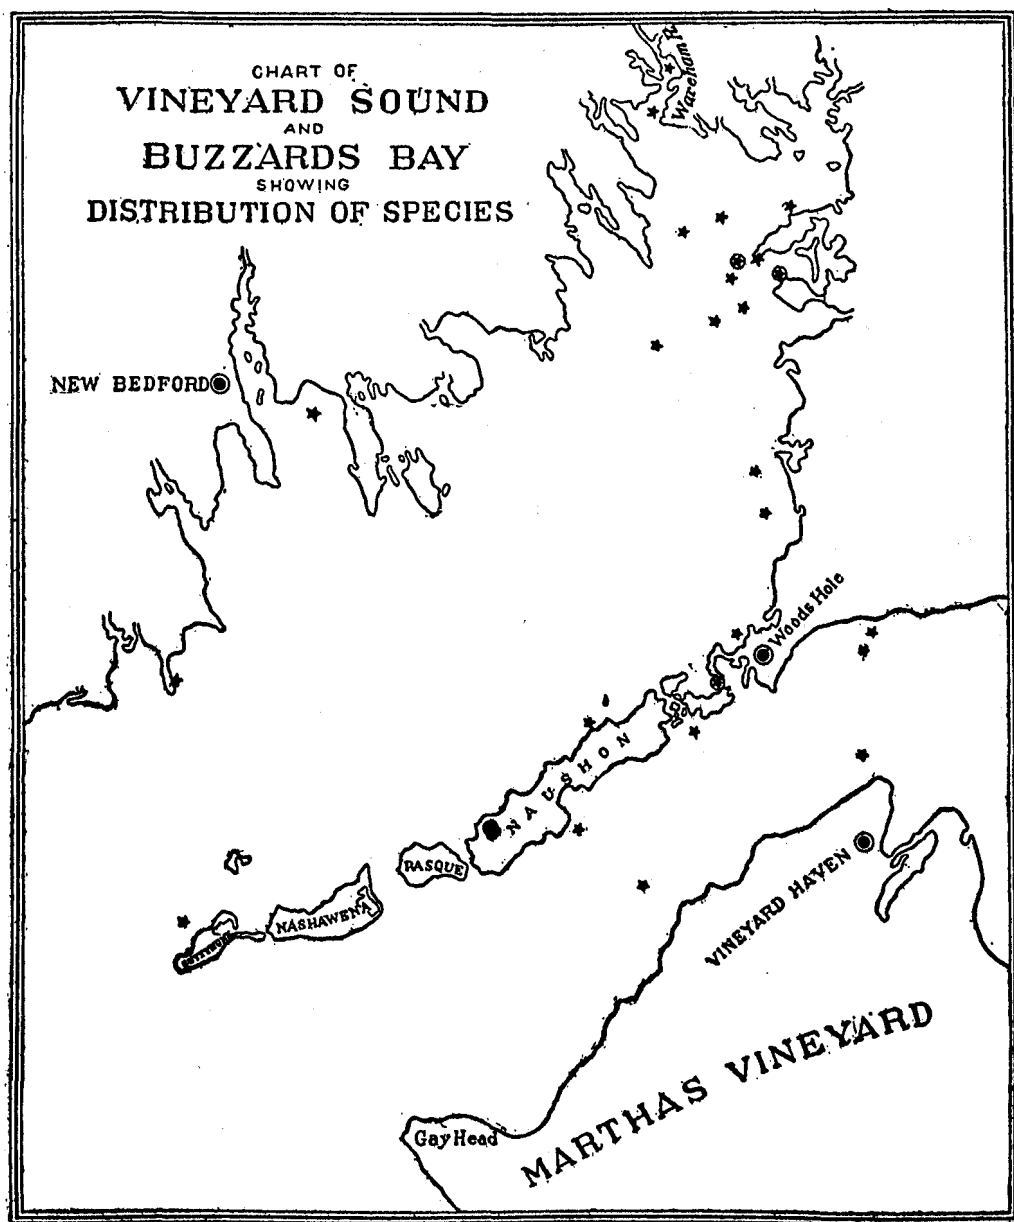 CHART OF
VINEYARD SOUND
AND
BUZZARDS BAY
SHOWING
DISTRIBUTION OF SPECIES
Wareham R.
NEW BEDFORD
Woods Hole
NAUSHON
PASQUE
NASHAWENA
VINEYARD HAVEN
MARTHAS VINEYARD
Gay Head